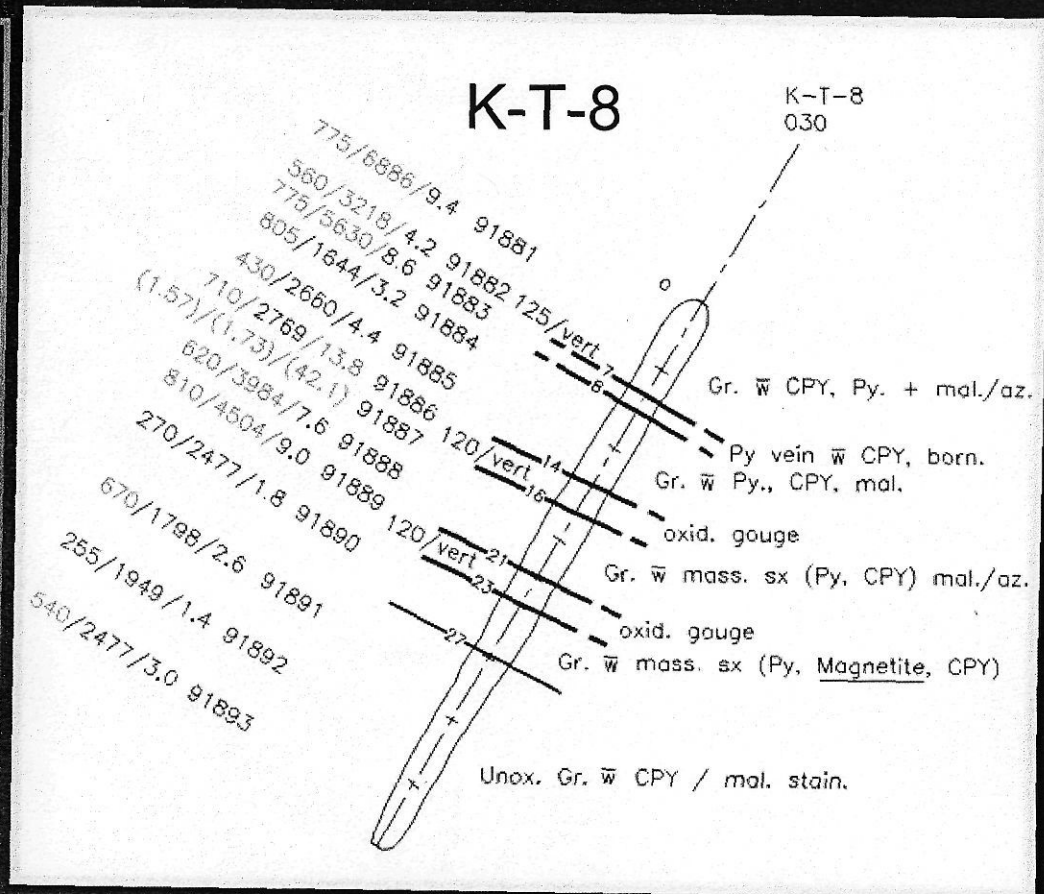 K-T-8
K-T-8
030
775/6886/9.4 91881
560/3218/4.2 91882
775/5630/8.6 91883
805/1644/3.2 91884
430/2660/4.4 91885
710/2769/13.8 91886
(1.57)/(1.73)/(42.1) 91887
620/3984/7.6 91888
810/4504/9.0 91889
270/2477/1.8 91890
670/1798/2.6 91891
255/1949/1.4 91892
540/2477/3.0 91893
0
125/vert
7
8
120/vert
14
16
120/vert
21
23
27
Gr. w̄ CPY, Py. + mal./az.
Py vein w̄ CPY, born.
Gr. w̄ Py., CPY, mal.
oxid. gouge
Gr. w̄ mass. sx (Py, CPY) mal./az.
oxid. gouge
Gr. w̄ mass. sx (Py, Magnetite, CPY)
Unox. Gr. w̄ CPY / mal. stain.